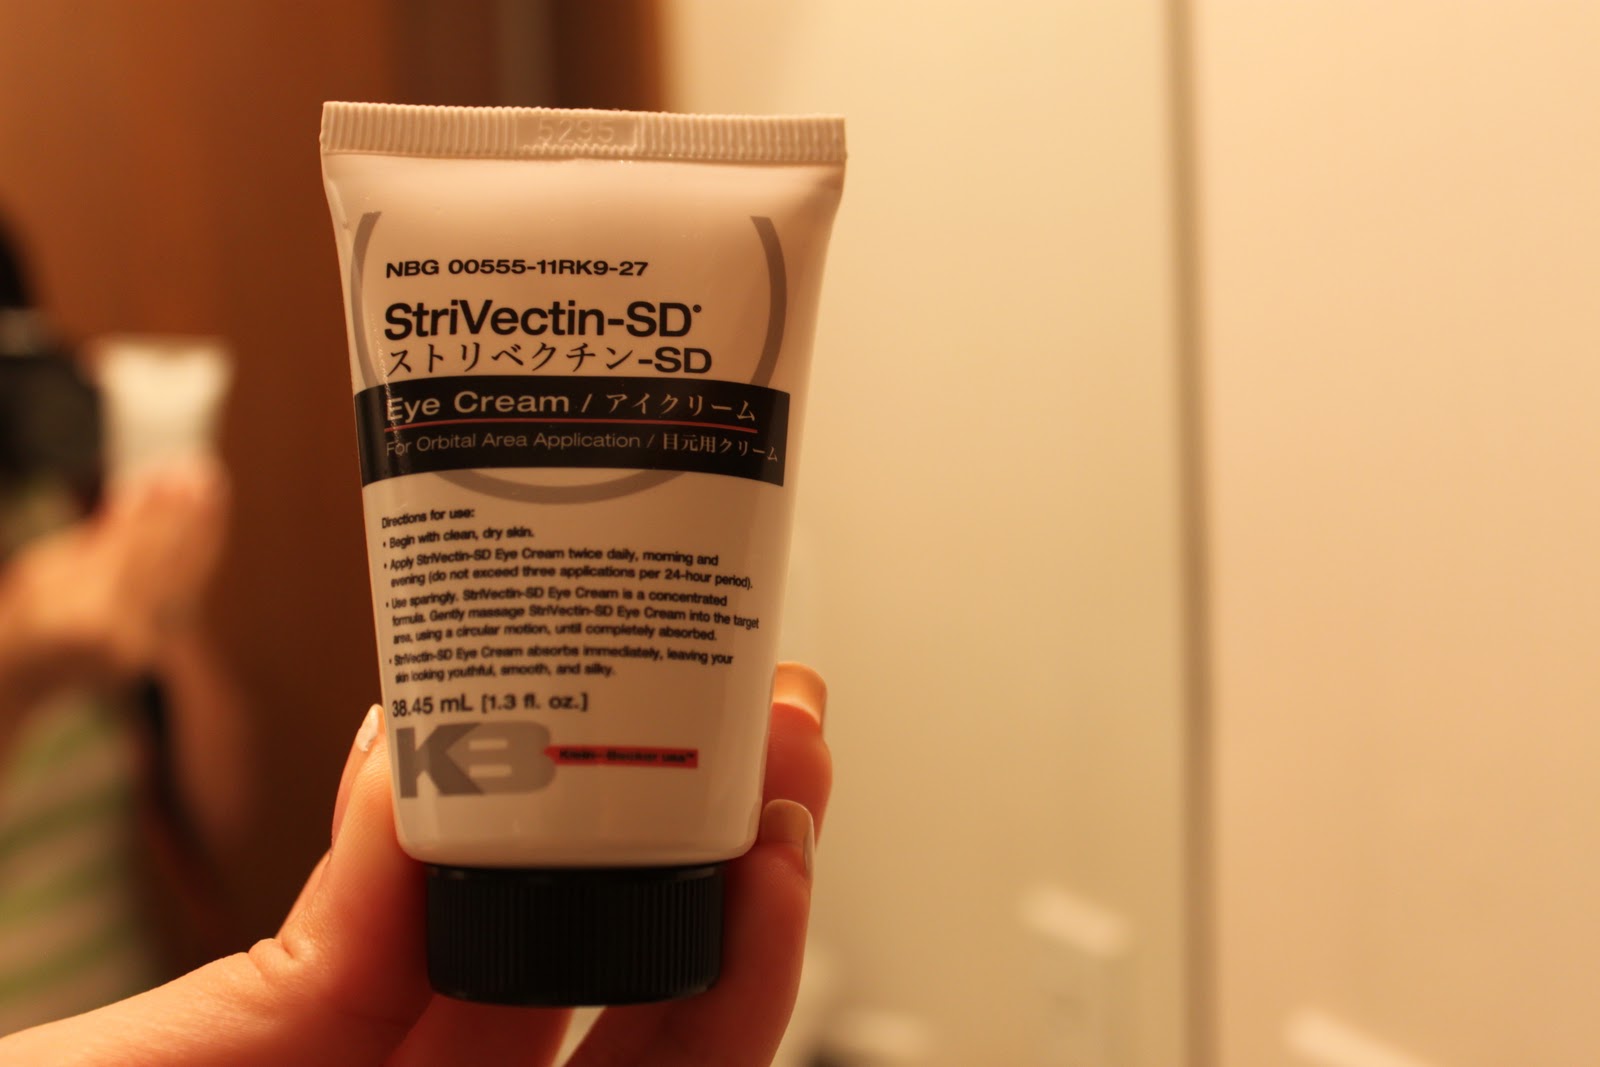 5295
NBG 00555-11RK9-27
StriVectin-SD®
ストリベクチン-SD
Eye Cream / アイクリーム
For Orbital Area Application / 目元用クリーム
Directions for use:
• Begin with clean, dry skin.
• Apply StriVectin-SD Eye Cream twice daily, morning and
evening (do not exceed three applications per 24-hour period).
• Use sparingly. StriVectin-SD Eye Cream is a concentrated
formula. Gently massage StriVectin-SD Eye Cream into the target
area, using a circular motion, until completely absorbed.
• StriVectin-SD Eye Cream absorbs immediately, leaving your
skin looking youthful, smooth, and silky.
38.45 mL [1.3 fl. oz.]
KB
Klein-Becker usa™